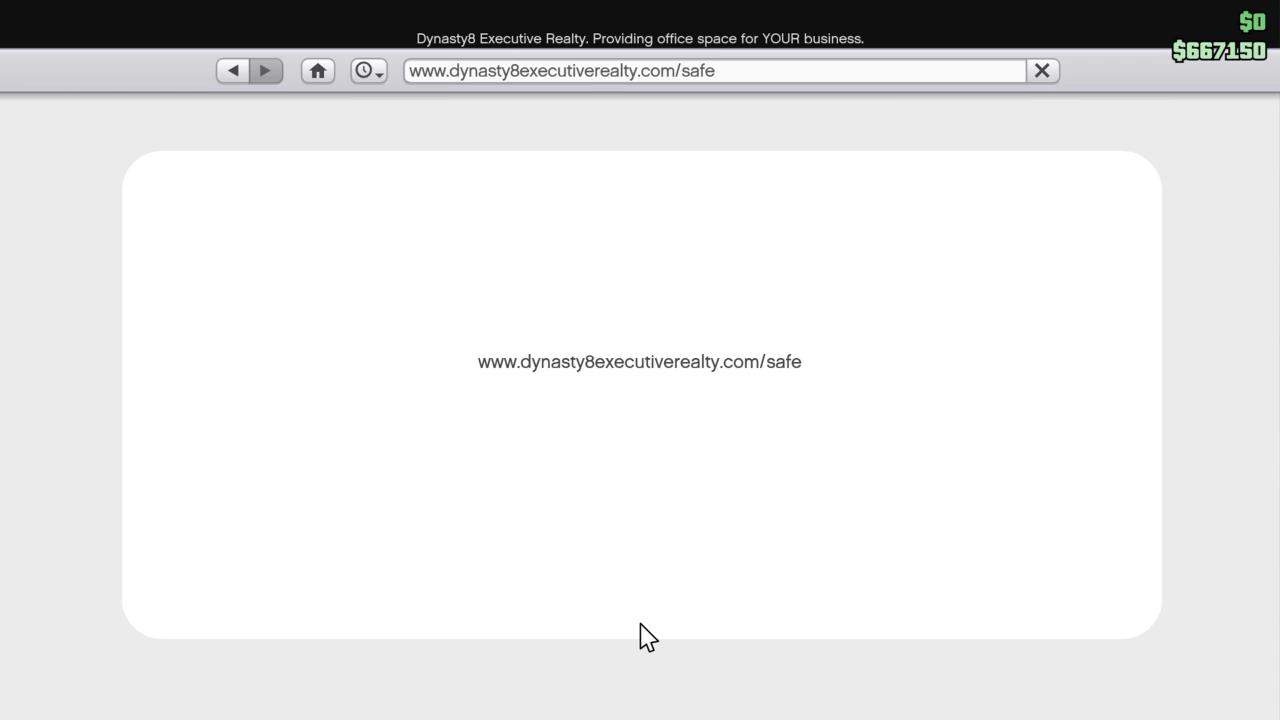 $0
Dynasty8 Executive Realty. Providing office space for YOUR business.
$667150
www.dynasty8executiverealty.com/safe
www.dynasty8executiverealty.com/safe